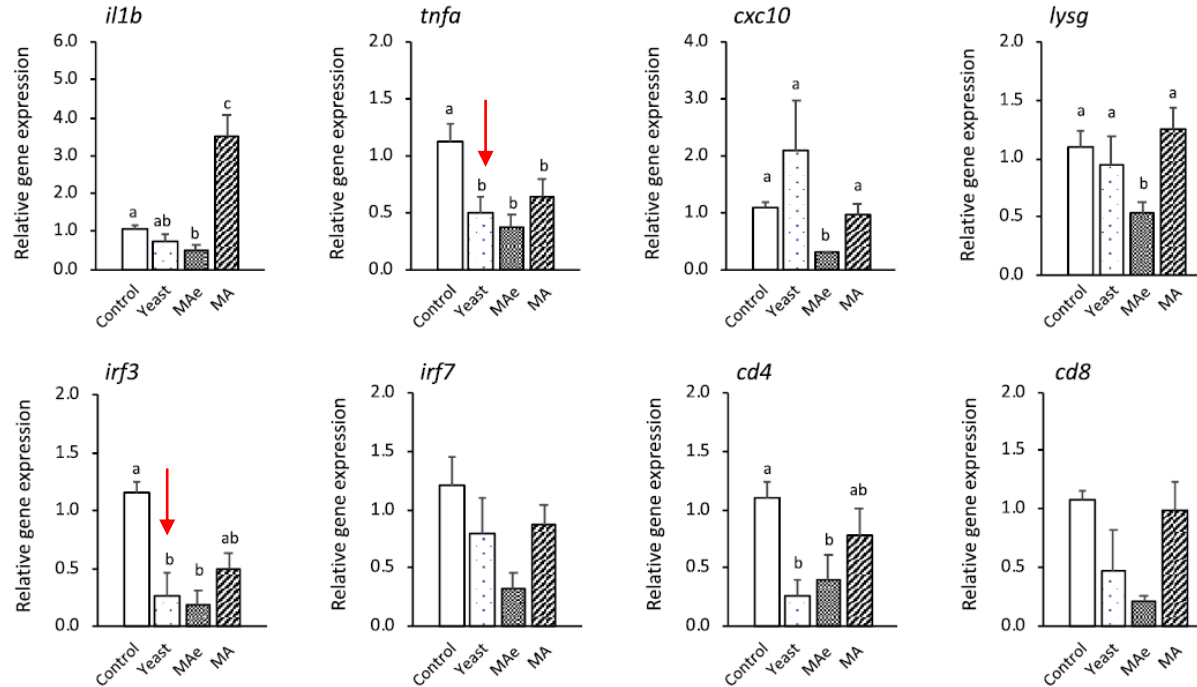 il1b
Relative gene expression
6.0
5.0
4.0
3.0
2.0
1.0
0.0
a
ab
b
c
Control
Yeast
MAe
MA
tnfa
Relative gene expression
2.0
1.5
1.0
0.5
0.0
a
b
b
b
Control
Yeast
MAe
MA
cxc10
Relative gene expression
4.0
3.0
2.0
1.0
0.0
a
a
b
a
Control
Yeast
MAe
MA
lysg
Relative gene expression
2.0
1.5
1.0
0.5
0.0
a
a
b
a
Control
Yeast
MAe
MA
irf3
Relative gene expression
2.0
1.5
1.0
0.5
0.0
a
b
b
ab
Control
Yeast
MAe
MA
irf7
Relative gene expression
2.0
1.5
1.0
0.5
0.0
Control
Yeast
MAe
MA
cd4
Relative gene expression
2.0
1.5
1.0
0.5
0.0
a
b
b
ab
Control
Yeast
MAe
MA
cd8
Relative gene expression
2.0
1.5
1.0
0.5
0.0
Control
Yeast
MAe
MA